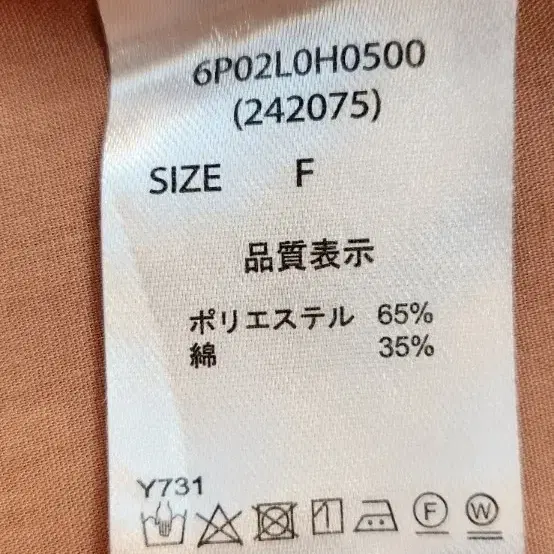 6P02L0H0500
(242075)
SIZE F
品質表示
ポリエステル 65%
綿 35%
Y731
F W